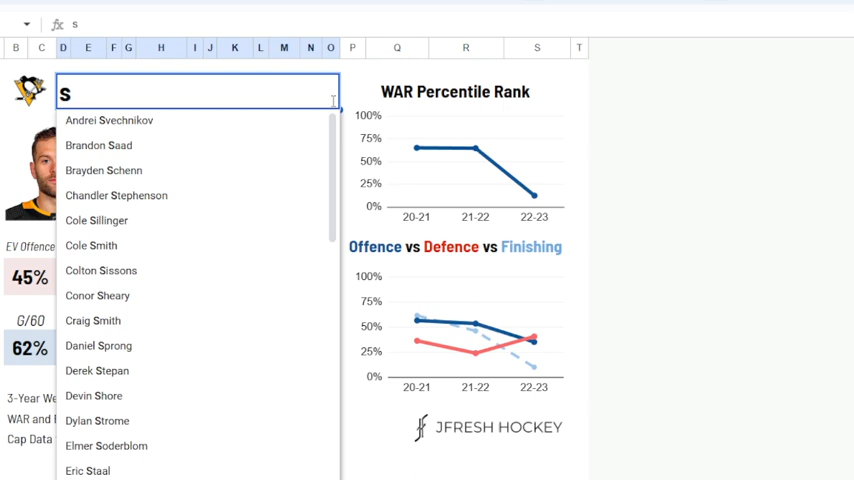 fx s
B C D E F G H I J K L M N O P Q R S T
s
WAR Percentile Rank
Andrei Svechnikov
Brandon Saad
Brayden Schenn
Chandler Stephenson
Cole Sillinger
Cole Smith
Colton Sissons
Conor Sheary
Craig Smith
Daniel Sprong
Derek Stepan
Devin Shore
Dylan Strome
Elmer Soderblom
Eric Staal
100%
75%
50%
25%
0%
20-21 21-22 22-23
EV Offence
45%
G/60
62%
3-Year We
WAR and
Cap Data
Offence vs Defence vs Finishing
100%
75%
50%
25%
0%
20-21 21-22 22-23
JFRESH HOCKEY